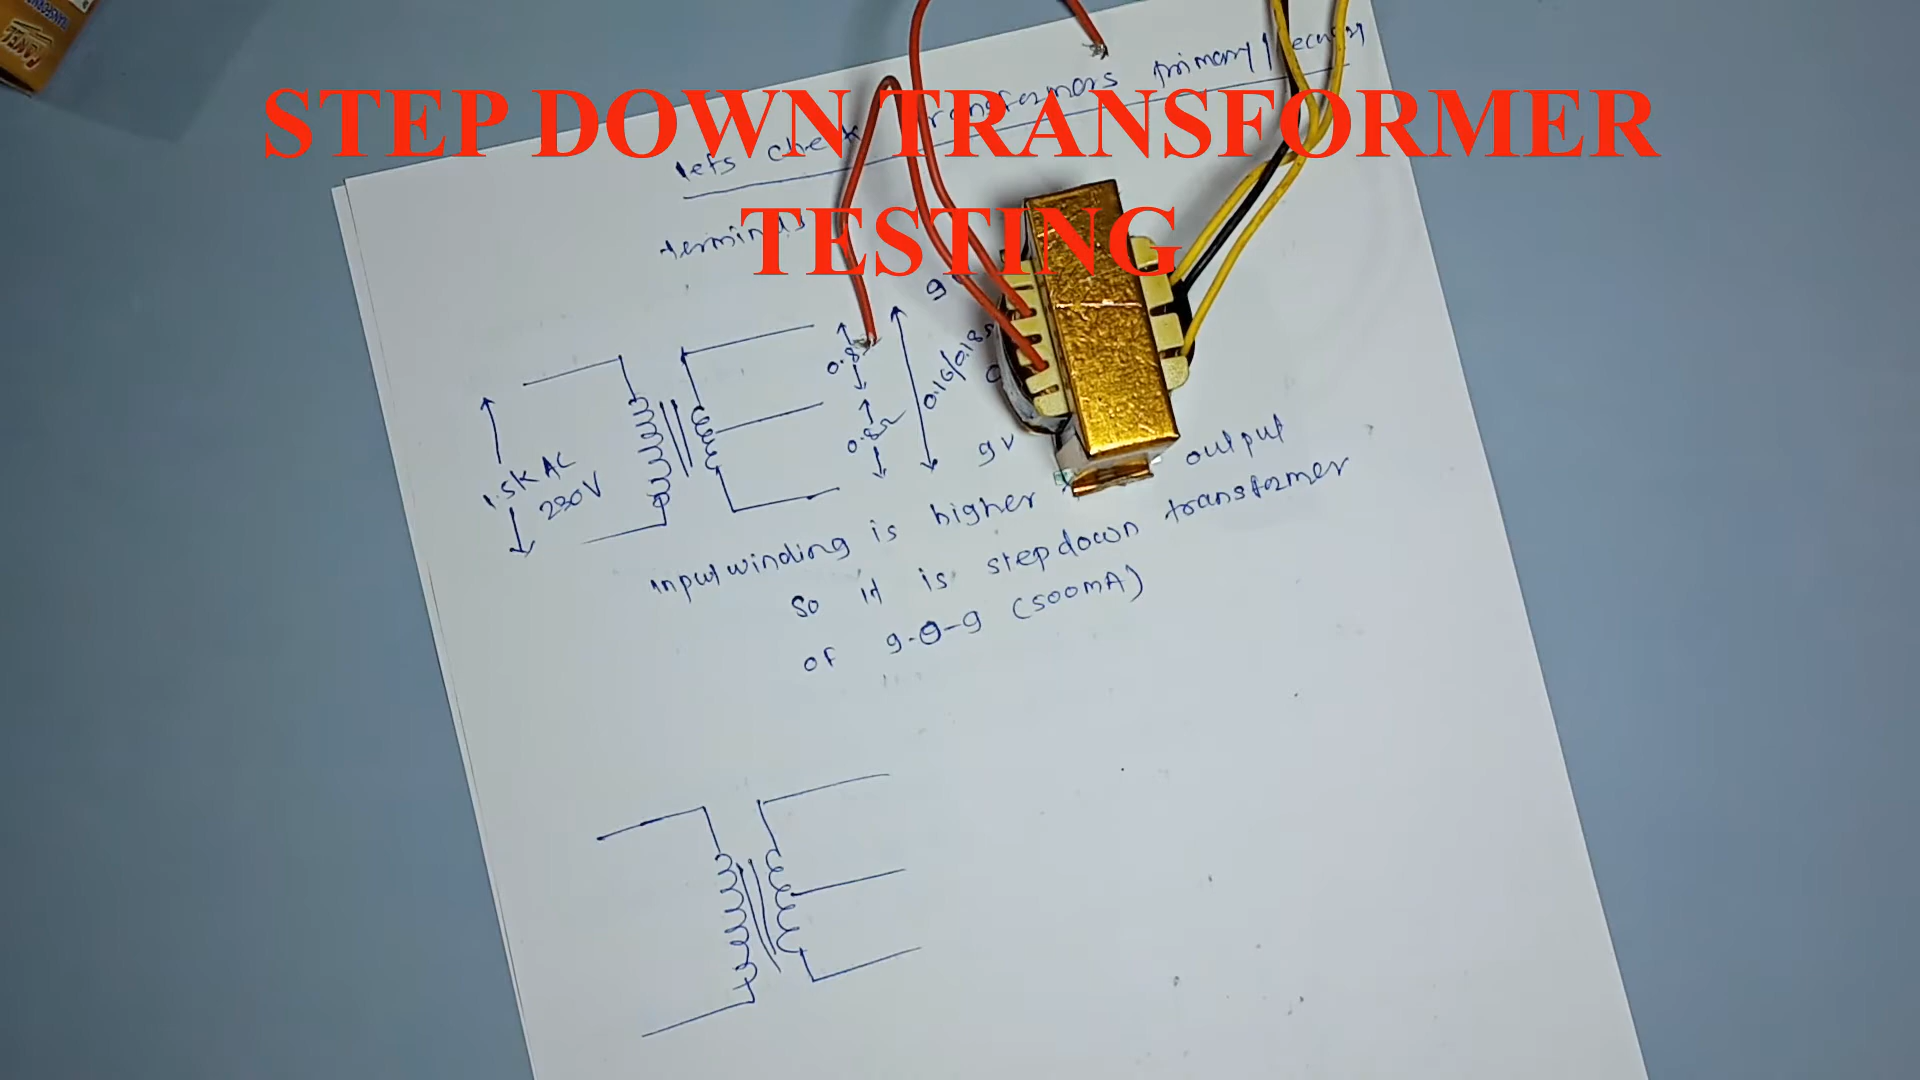 STEP DOWN TRANSFORMER
TESTING
lets check transformers primary
terminals
9
0.8
0.8Ω
0.16/0.18
9V
1.5K AC
230V
input winding is higher output
so it is stepdown transformer
of 9-0-9 (500mA)